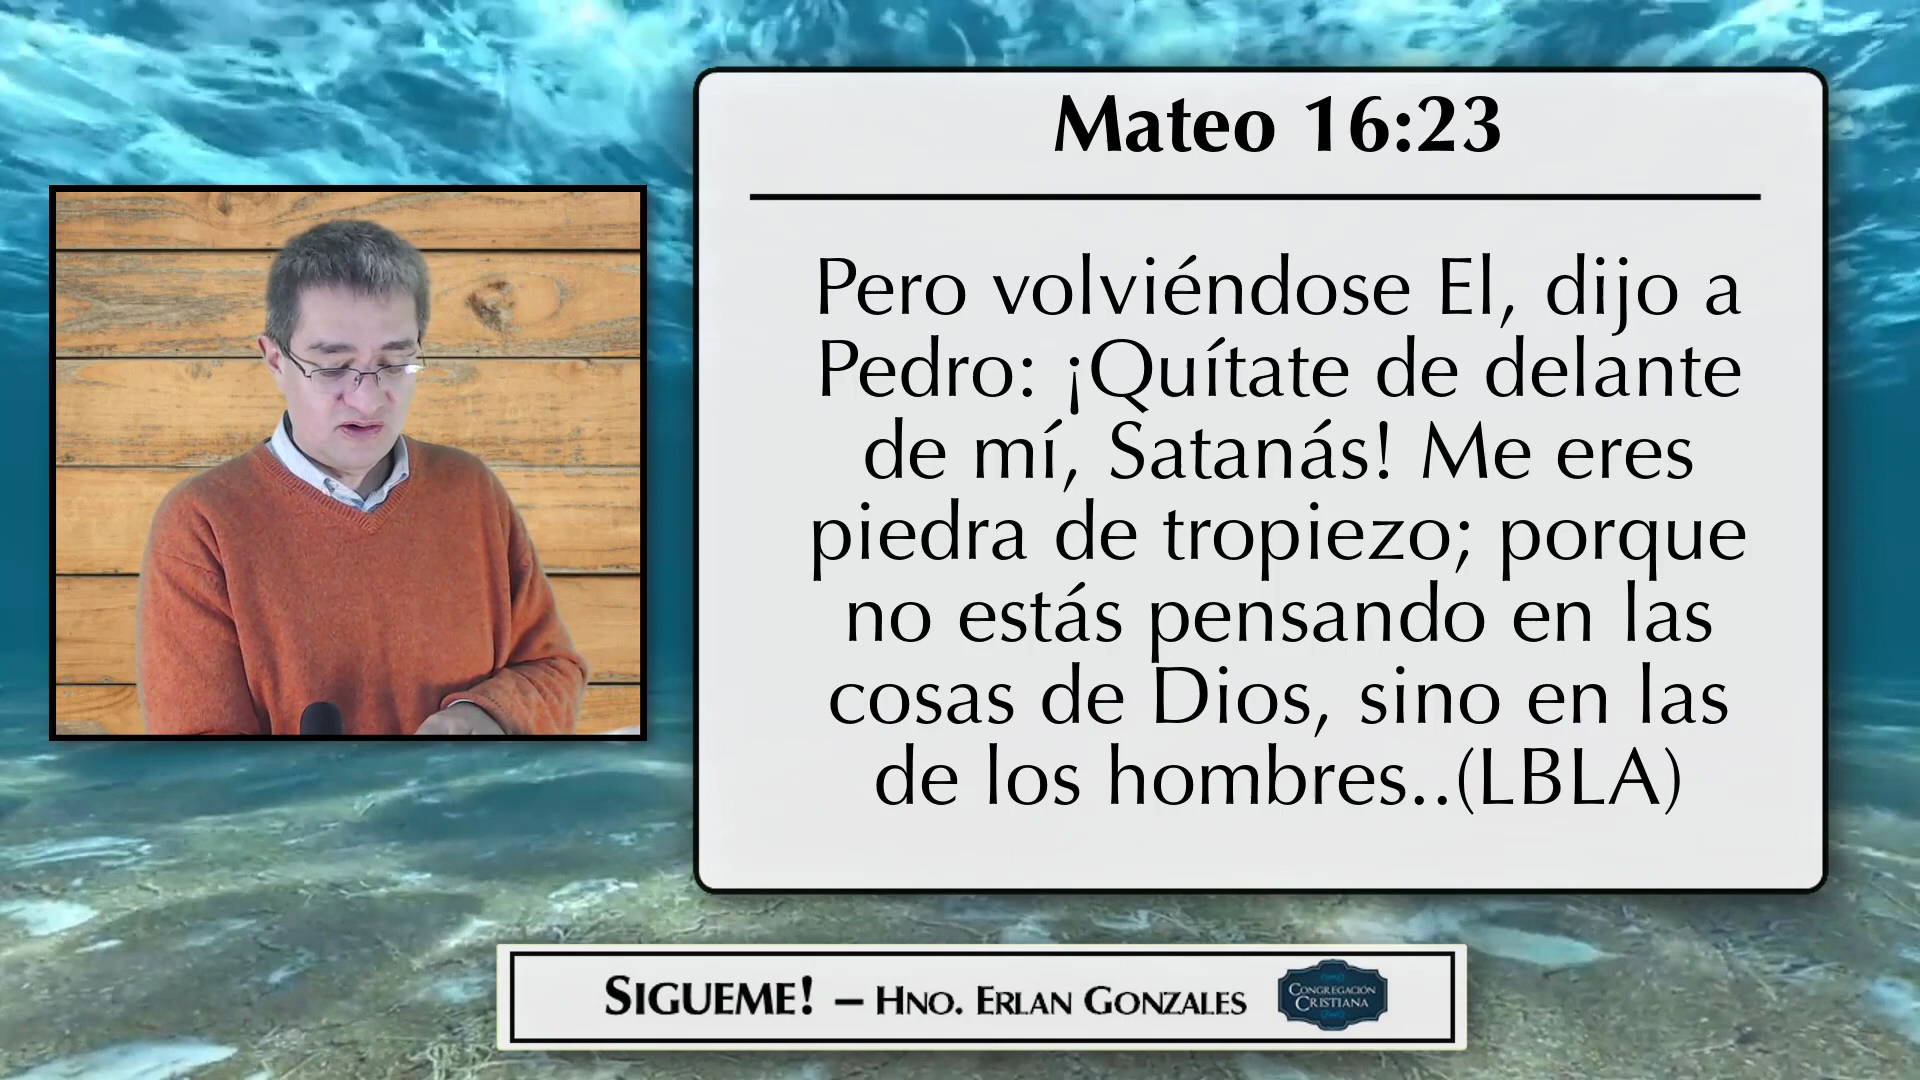 Mateo 16:23
Pero volviéndose El, dijo a
Pedro: ¡Quítate de delante
de mí, Satanás! Me eres
piedra de tropiezo; porque
no estás pensando en las
cosas de Dios, sino en las
de los hombres..(LBLA)
SIGUEME! – HNO. ERLAN GONZALES
CONGREGACIÓN
CRISTIANA